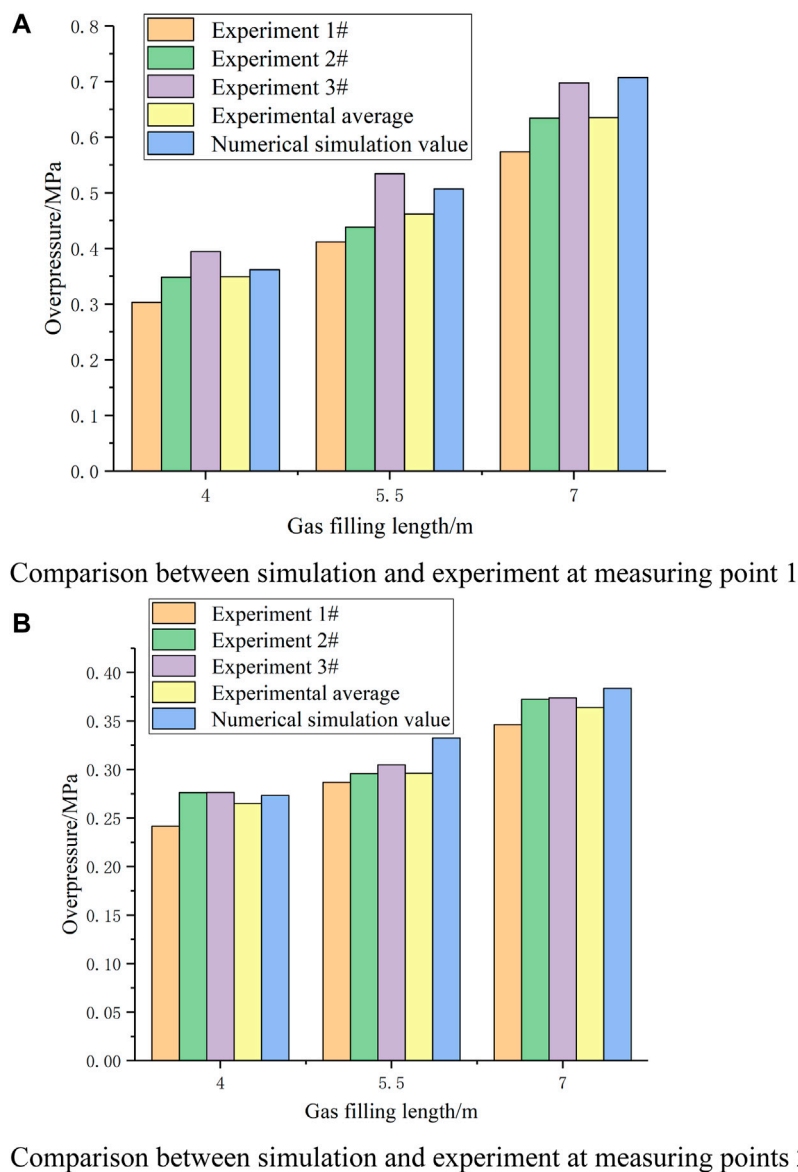 A
Experiment 1#
Experiment 2#
Experiment 3#
Experimental average
Numerical simulation value
Overpressure/MPa
0.8
0.7
0.6
0.5
0.4
0.3
0.2
0.1
0.0
4 5.5 7
Gas filling length/m
Comparison between simulation and experiment at measuring point 1
B
Experiment 1#
Experiment 2#
Experiment 3#
Experimental average
Numerical simulation value
Overpressure/MPa
0.40
0.35
0.30
0.25
0.20
0.15
0.10
0.05
0.00
4 5.5 7
Gas filling length/m
Comparison between simulation and experiment at measuring points